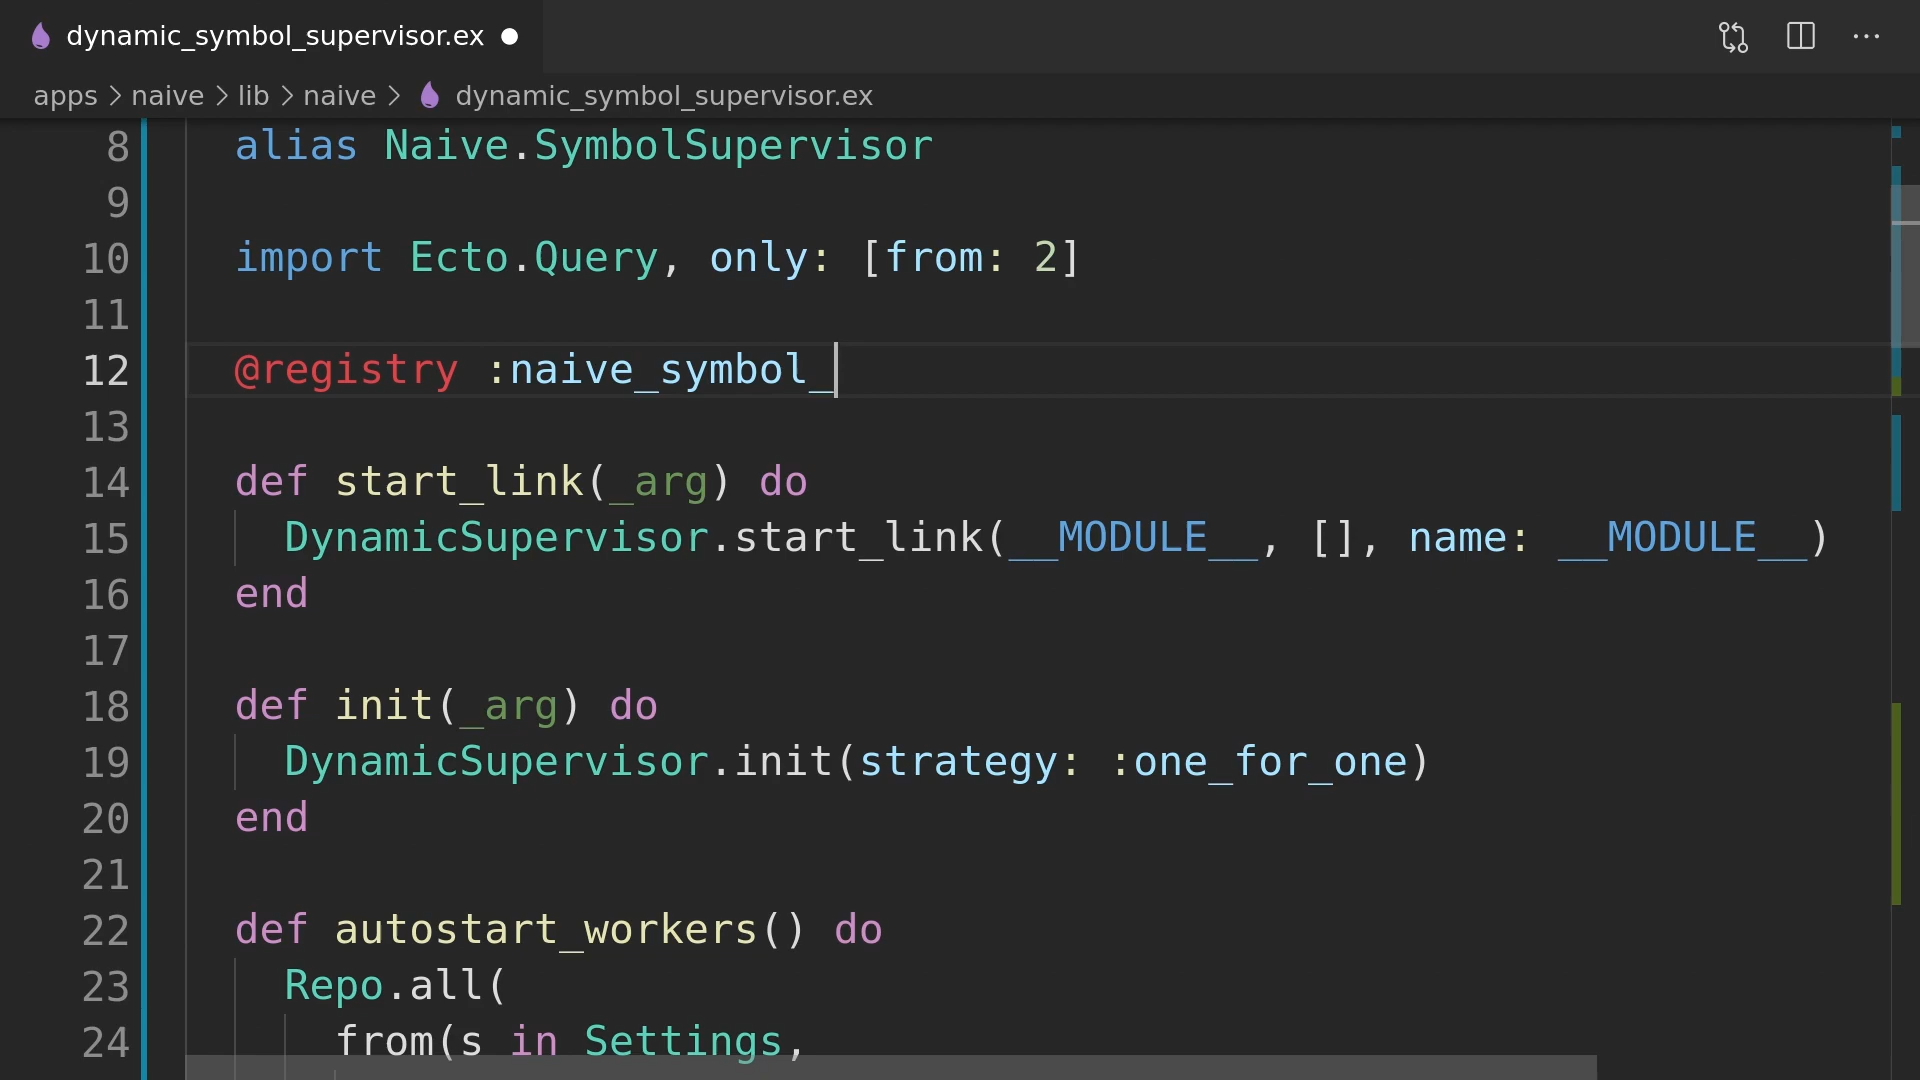 dynamic_symbol_supervisor.ex
apps > naive > lib > naive > dynamic_symbol_supervisor.ex
8 alias Naive.SymbolSupervisor
9
10 import Ecto.Query, only: [from: 2]
11
12 @registry :naive_symbol_
13
14 def start_link(_arg) do
15 DynamicSupervisor.start_link(__MODULE__, [], name: __MODULE__)
16 end
17
18 def init(_arg) do
19 DynamicSupervisor.init(strategy: :one_for_one)
20 end
21
22 def autostart_workers() do
23 Repo.all(
24 from(s in Settings,